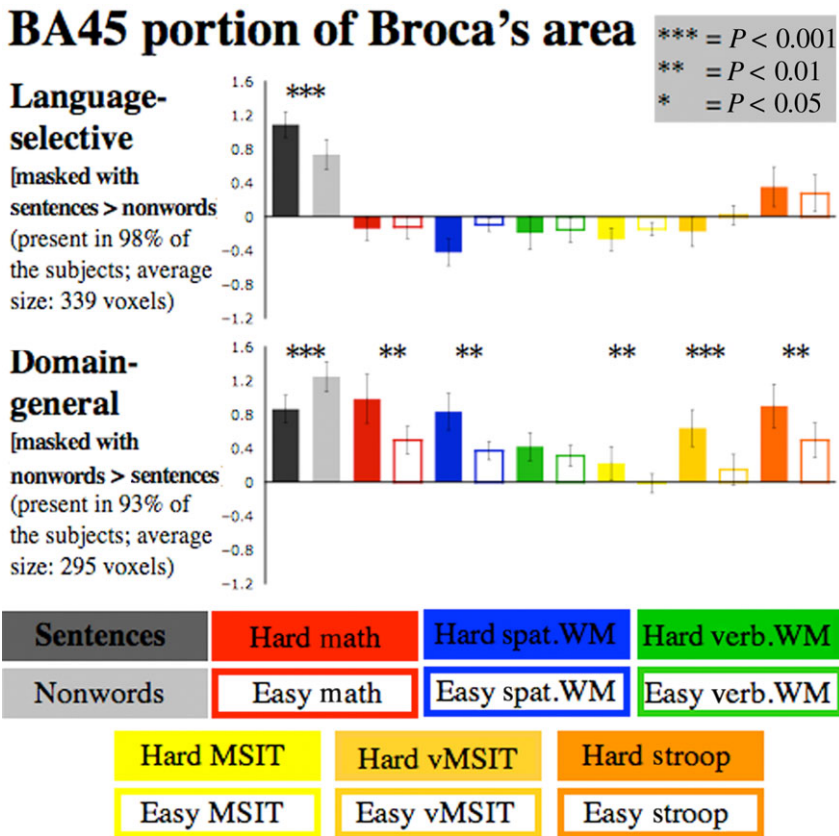 BA45 portion of Broca's area
*** = P < 0.001
** = P < 0.01
* = P < 0.05
Language-
selective
[masked with
sentences > nonwords
(present in 98% of
the subjects; average
size: 339 voxels)
1.6
1.2
0.8
0.4
0
−0.4
−0.8
−1.2
***
Domain-
general
[masked with
nonwords > sentences
(present in 93% of
the subjects; average
size: 295 voxels)
1.6
1.2
0.8
0.4
0
−0.4
−0.8
−1.2
*** ** ** ** *** **
Sentences Hard math Hard spat.WM Hard verb.WM
Nonwords Easy math Easy spat.WM Easy verb.WM
Hard MSIT Hard vMSIT Hard stroop
Easy MSIT Easy vMSIT Easy stroop